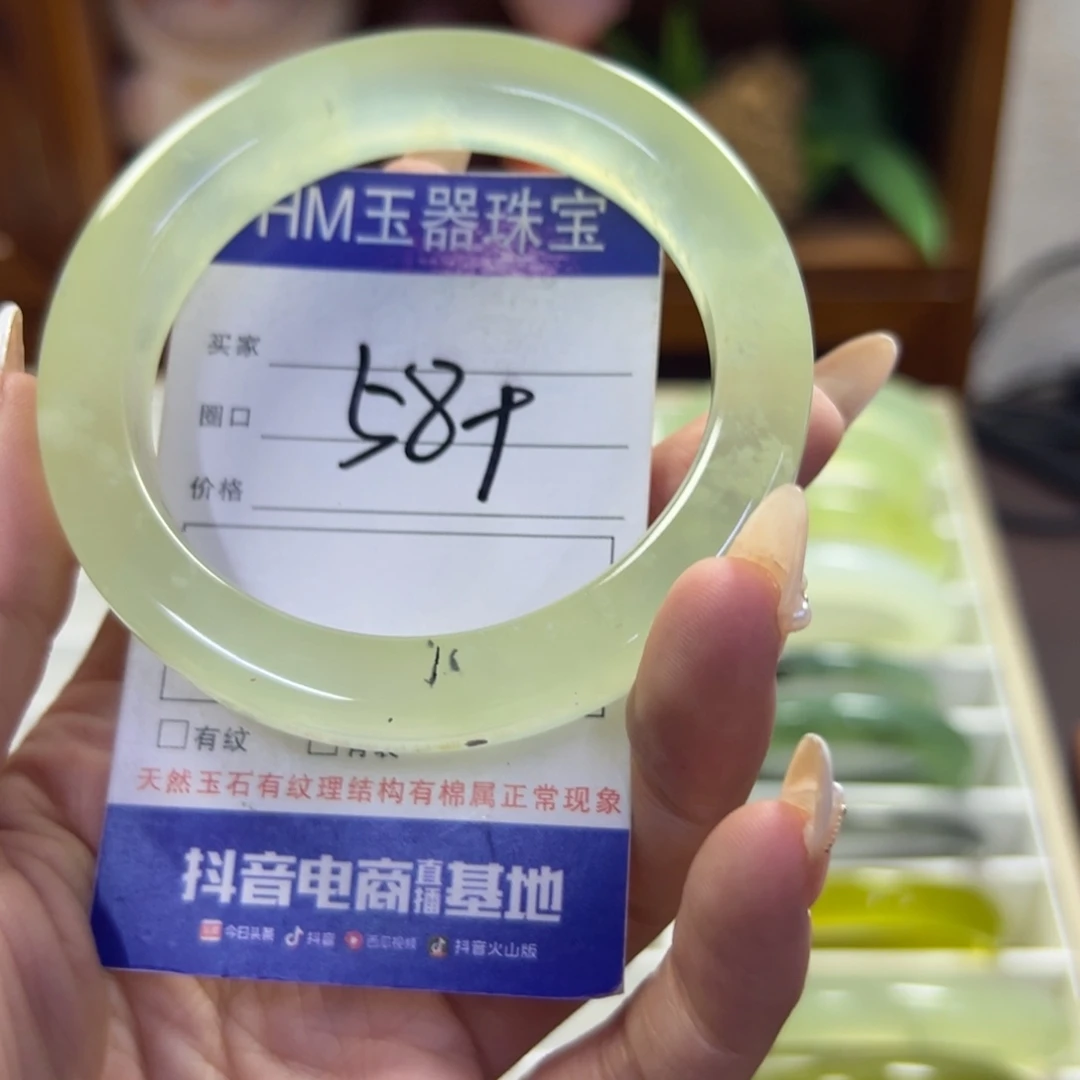 HM玉器珠宝
买家
圈口
58+
价格
有纹
天然玉石有纹理结构有棉属正常现象
抖音电商直播基地
今日头条 抖音 西瓜视频 抖音火山版